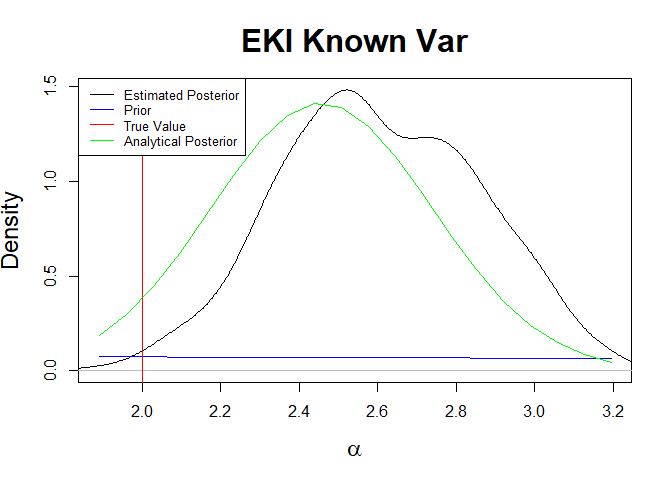 EKI Known Var
Estimated Posterior
Prior
True Value
Analytical Posterior
Density
0.0
0.5
1.0
1.5
2.0
2.2
2.4
2.6
2.8
3.0
3.2
α